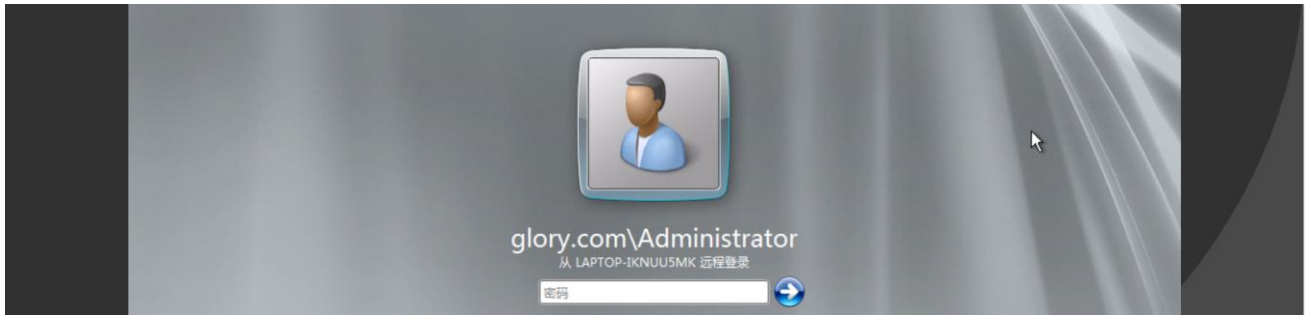 glory.com\Administrator
从 LAPTOP-IKNUU5MK 远程登录
密码